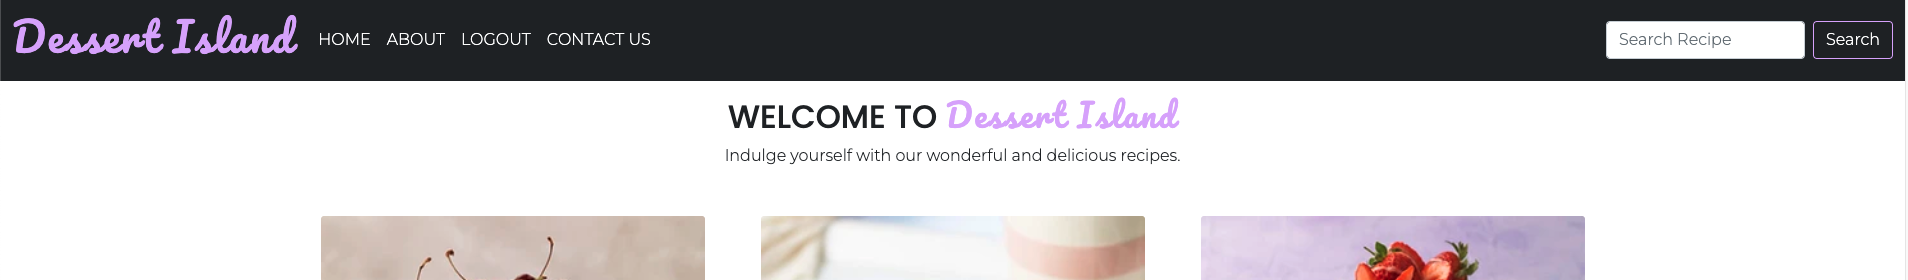 Dessert Island HOME ABOUT LOGOUT CONTACT US Search Recipe Search
WELCOME TO Dessert Island
Indulge yourself with our wonderful and delicious recipes.